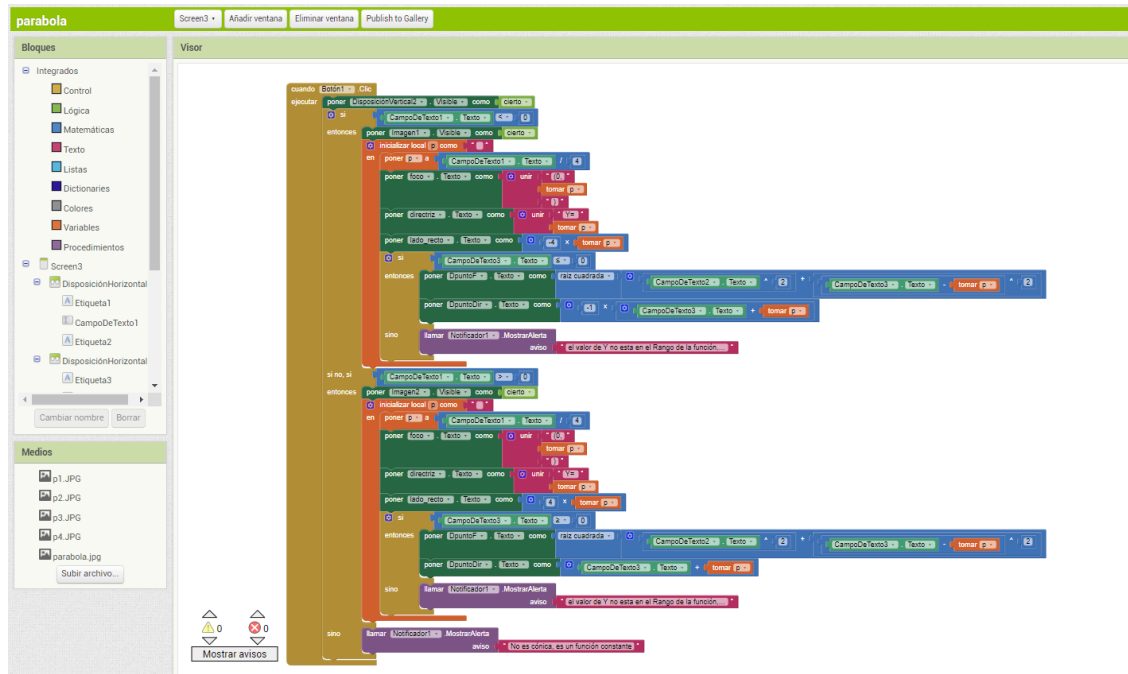 parabola
Screen3 Añadir ventana Eliminar ventana Publish to Gallery
Bloques
Integrados
Control
Lógica
Matemáticas
Texto
Listas
Dictionaries
Colores
Variables
Procedimientos
Screen3
DisposiciónHorizontal
Etiqueta1
CampoDeTexto1
Etiqueta2
DisposiciónHorizontal
Etiqueta3
Cambiar nombre Borrar
Medios
p1.JPG
p2.JPG
p3.JPG
p4.JPG
parabola.jpg
Subir archivo...
Visor
cuando Botón1 . Clic
ejecutar poner DisposiciónVertical2 . Visible como cierto
si CampoDeTexto1 . Texto < 0
entonces poner Imagen1 . Visible como cierto
inicializar local p como " "
en poner p a CampoDeTexto1 . Texto / 4
poner foco . Texto como unir "(0, "
tomar p
" ) "
poner directriz . Texto como unir " Y= "
tomar p
poner lado_recto . Texto como -4 × tomar p
si CampoDeTexto3 . Texto ≤ 0
entonces poner DpuntoF . Texto como raíz cuadrada CampoDeTexto2 . Texto ^ 2 + CampoDeTexto3 . Texto - tomar p ^ 2
poner DpuntoDir . Texto como -1 × CampoDeTexto3 . Texto + tomar p
sino llamar Notificador1 .MostrarAlerta
aviso " el valor de Y no esta en el Rango de la función,... "
si no, si CampoDeTexto1 . Texto > 0
entonces poner Imagen2 . Visible como cierto
inicializar local p como " "
en poner p a CampoDeTexto1 . Texto / 4
poner foco . Texto como unir "(0, "
tomar p
" ) "
poner directriz . Texto como unir " Y= "
tomar p
poner lado_recto . Texto como 4 × tomar p
si CampoDeTexto3 . Texto ≥ 0
entonces poner DpuntoF . Texto como raíz cuadrada CampoDeTexto2 . Texto ^ 2 + CampoDeTexto3 . Texto - tomar p ^ 2
poner DpuntoDir . Texto como CampoDeTexto3 . Texto + tomar p
sino llamar Notificador1 .MostrarAlerta
aviso " el valor de Y no esta en el Rango de la función,... "
sino llamar Notificador1 .MostrarAlerta
aviso " No es cónica, es un función constante "
0 0
Mostrar avisos